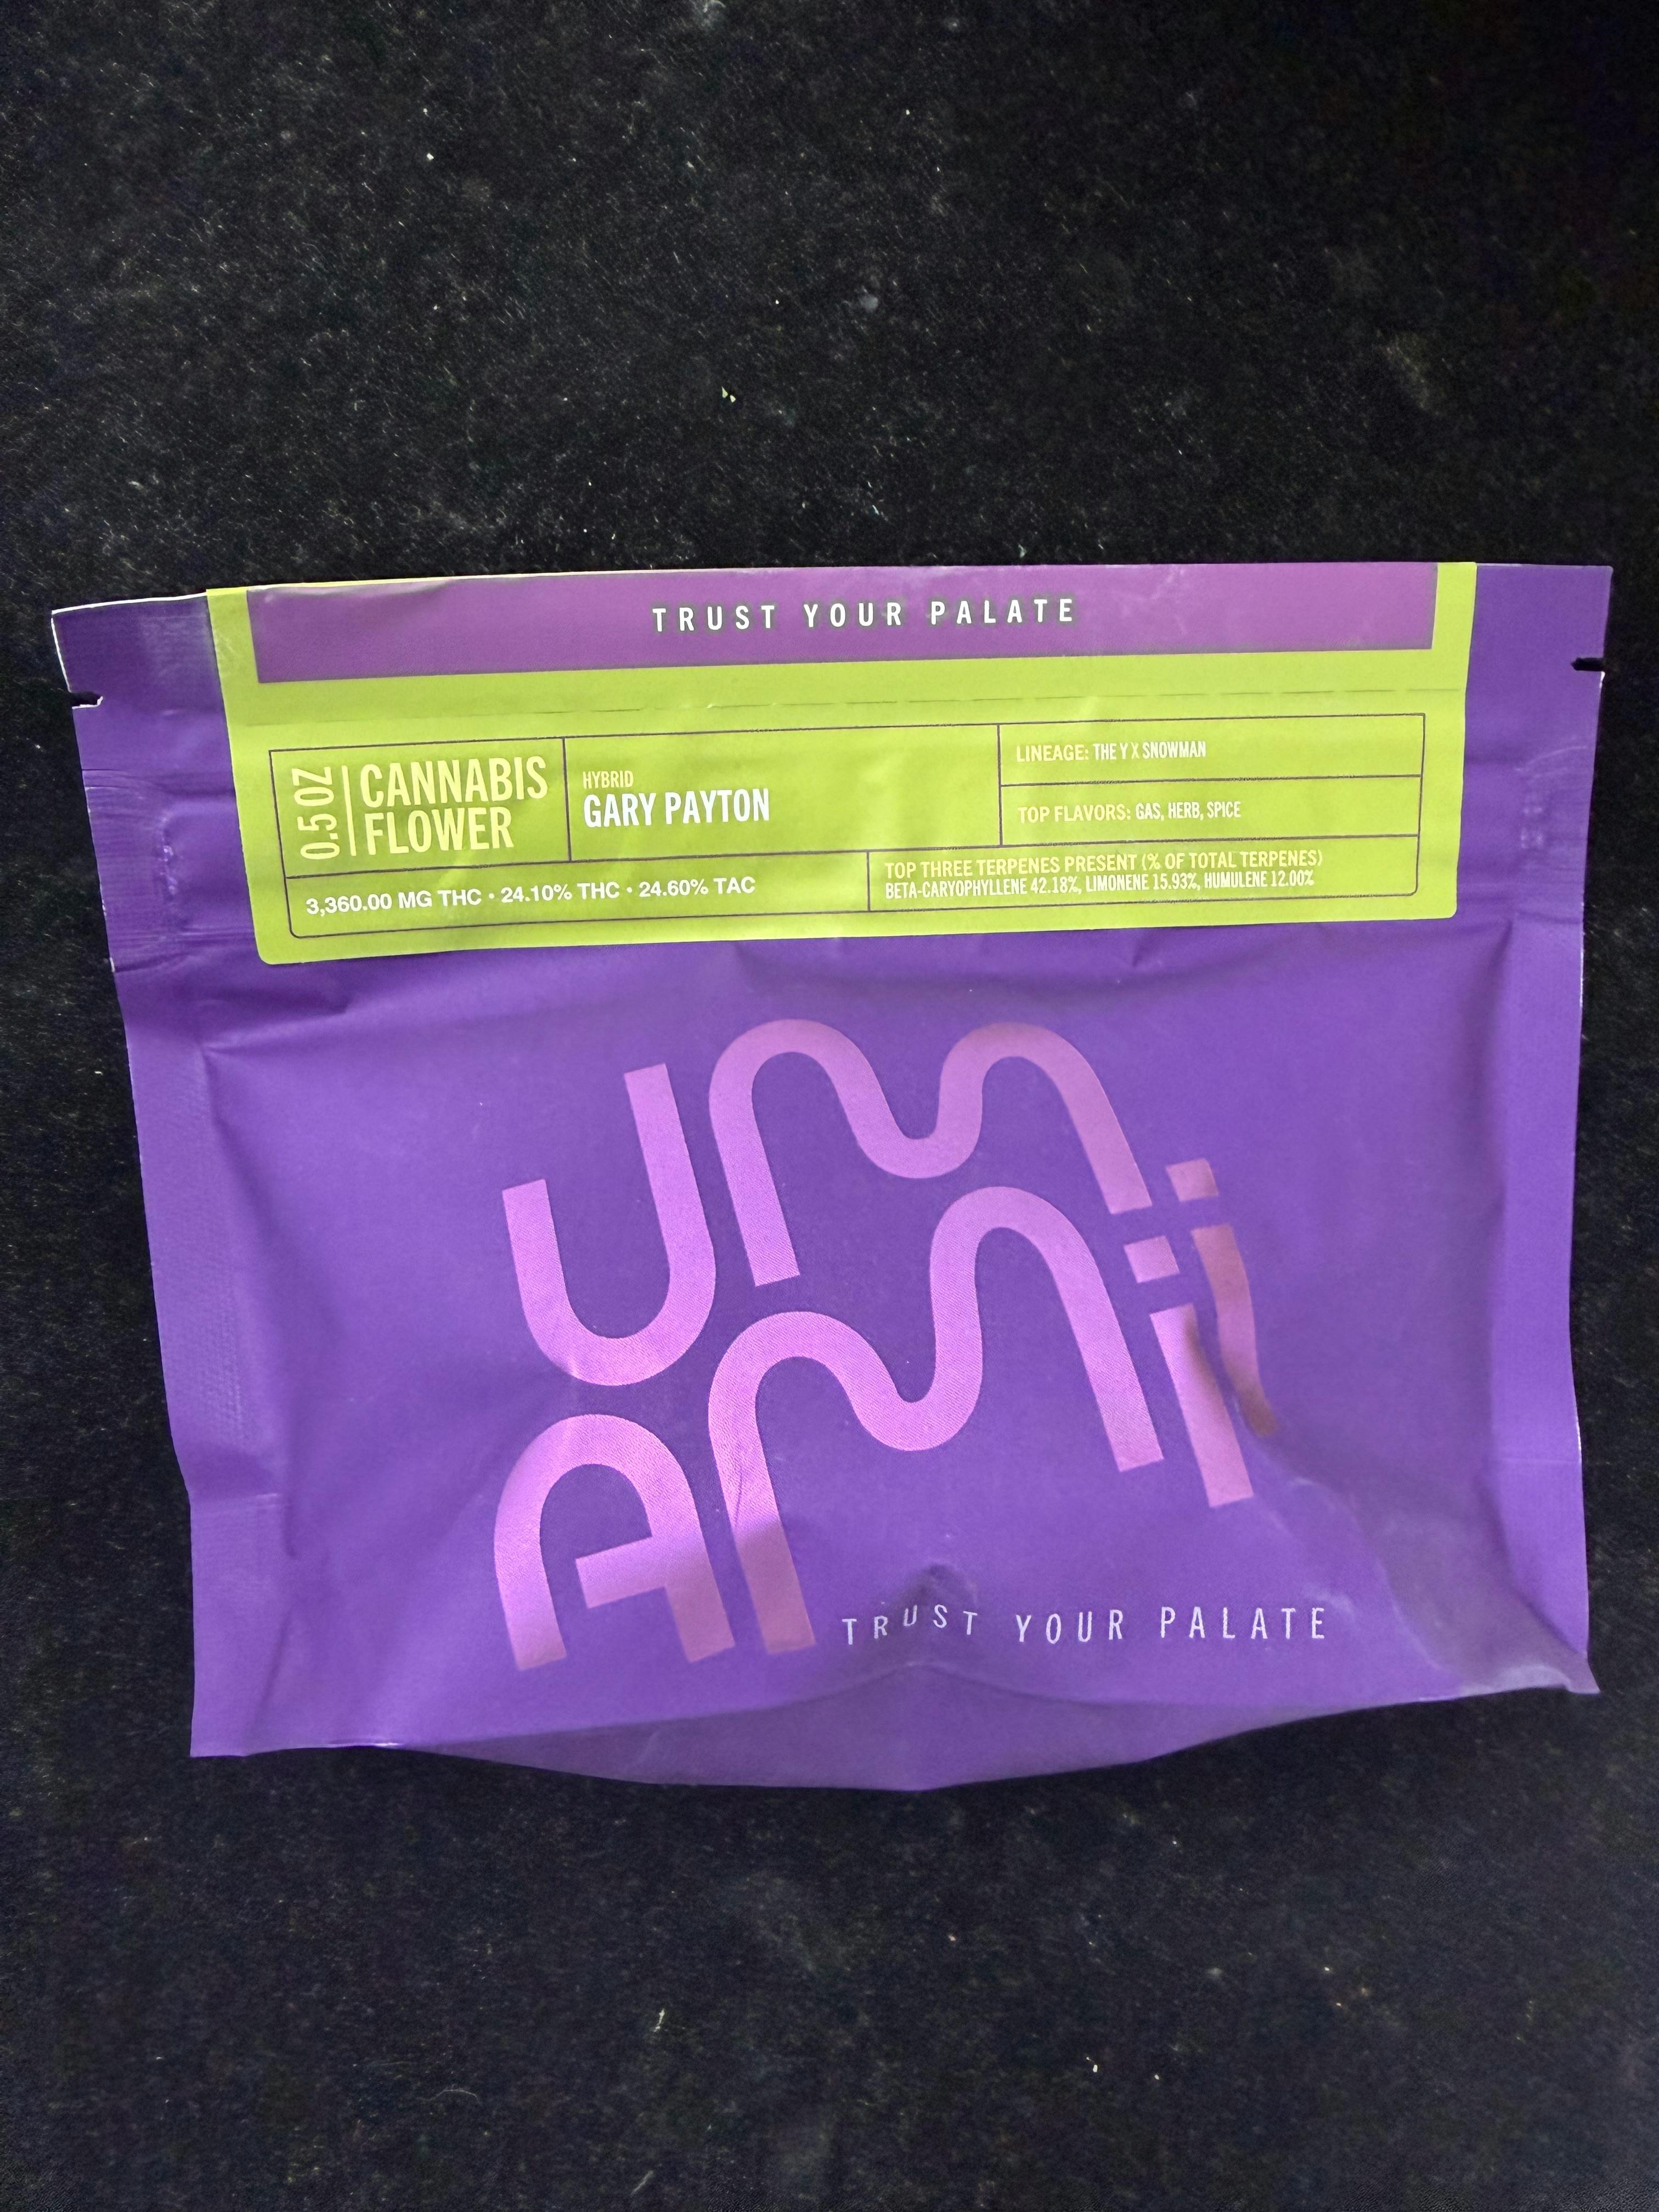 TRUST YOUR PALATE
0.5 OZ
CANNABIS
FLOWER
HYBRID
GARY PAYTON
LINEAGE: THE Y X SNOWMAN
TOP FLAVORS: GAS, HERB, SPICE
3,360.00 MG THC • 24.10% THC • 24.60% TAC
TOP THREE TERPENES PRESENT (% OF TOTAL TERPENES)
BETA-CARYOPHYLLENE 42.18%, LIMONENE 15.93%, HUMULENE 12.00%
UMMi
AMi
TRUST YOUR PALATE